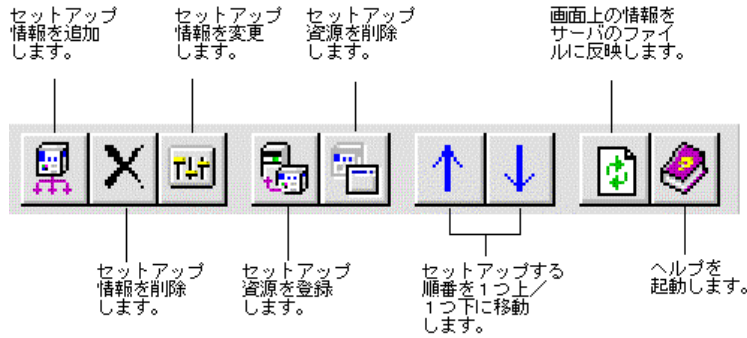 セットアップ
情報を追加
します。
セットアップ
情報を変更
します。
セットアップ
資源を削除
します。
画面上の情報を
サーバのファイ
ルに反映します。
セットアップ
情報を削除
します。
セットアップ
資源を登録
します。
セットアップする
順番を１つ上／
１つ下に移動
します。
ヘルプを
起動します。